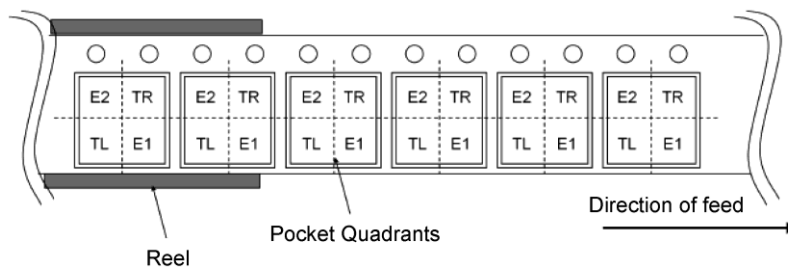 E2 TR E2 TR E2 TR E2 TR E2 TR E2 TR
TL E1 TL E1 TL E1 TL E1 TL E1 TL E1
Direction of feed
Pocket Quadrants
Reel